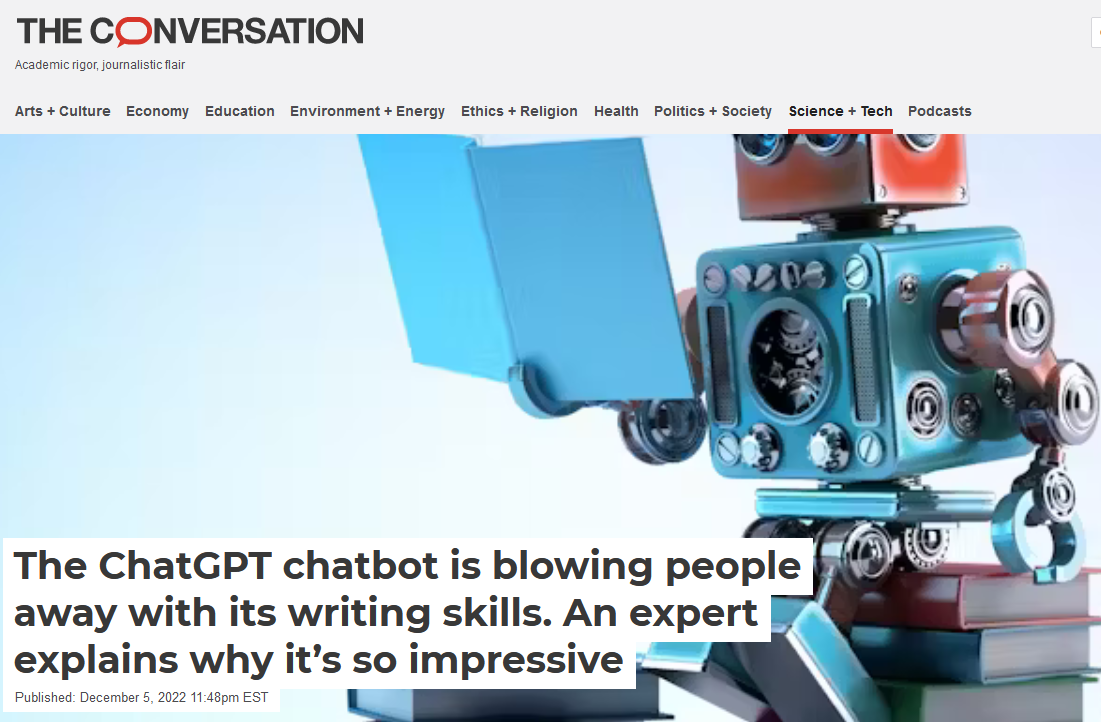 THE CONVERSATION
Academic rigor, journalistic flair
Arts + Culture Economy Education Environment + Energy Ethics + Religion Health Politics + Society Science + Tech Podcasts
The ChatGPT chatbot is blowing people
away with its writing skills. An expert
explains why it’s so impressive
Published: December 5, 2022 11:48pm EST